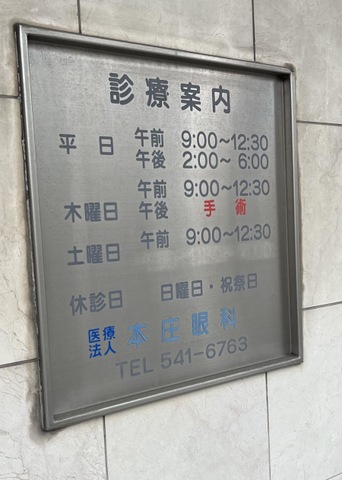 診療案内
平日 午前 9:00〜12:30
午後 2:00〜6:00
木曜日 午前 9:00〜12:30
午後 手術
土曜日 午前 9:00〜12:30
休診日 日曜日・祝祭日
医療法人 本庄眼科
TEL 541-6763